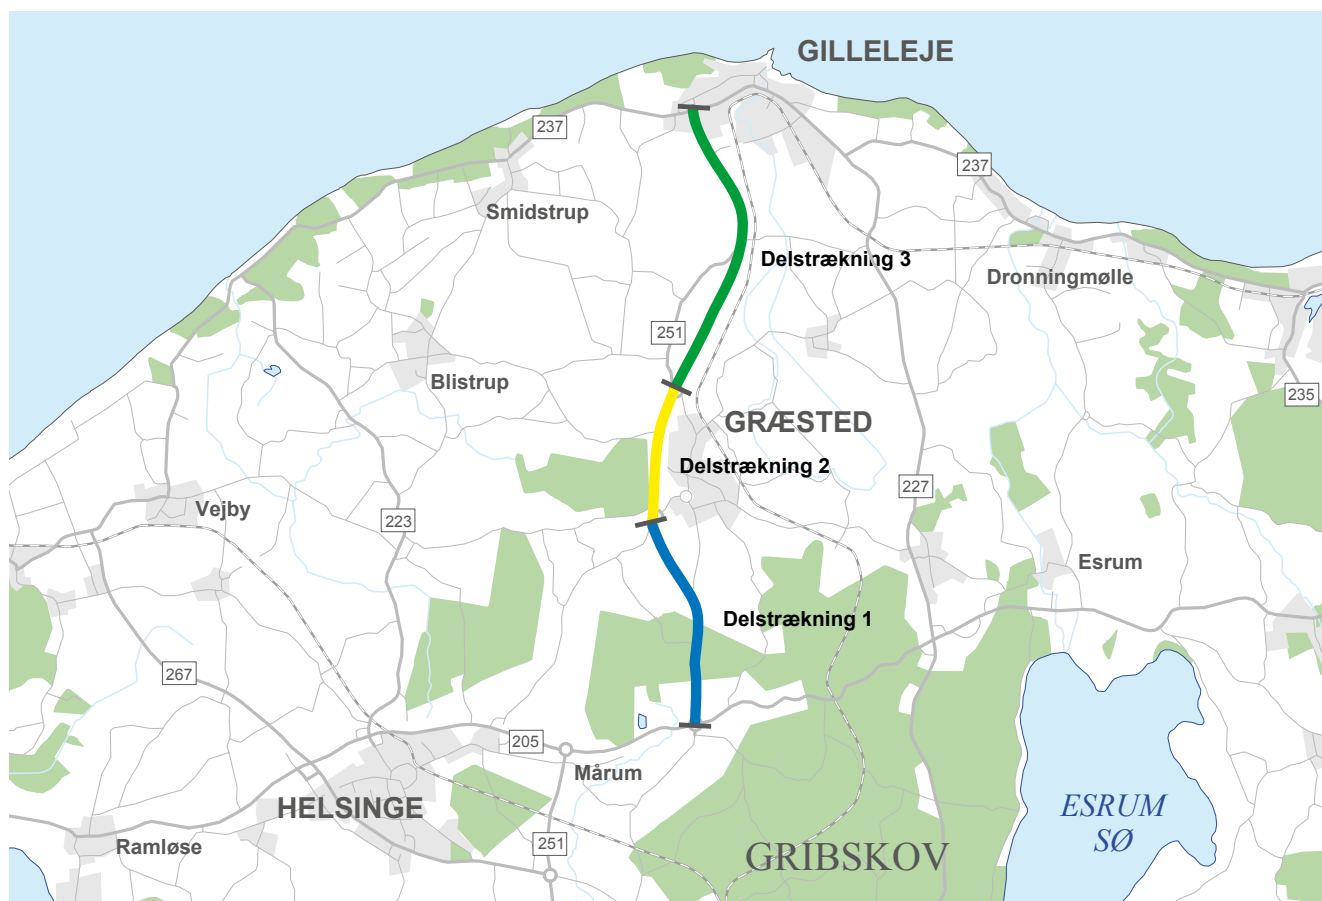 GILLELEJE
237
237
Smidstrup
Delstrækning 3
Dronningmølle
251
Blistrup
235
GRÆSTED
Delstrækning 2
227
Vejby
223
Esrum
Delstrækning 1
267
205
Mårum
HELSINGE
ESRUM
SØ
Ramløse
251
GRIBSKOV